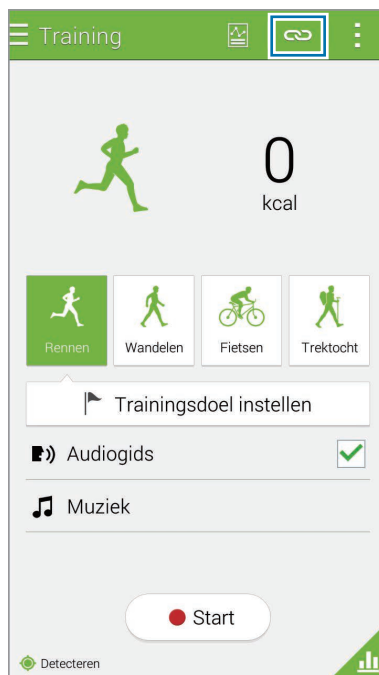 Training
0
kcal
Rennen Wandelen Fietsen Trektocht
Trainingsdoel instellen
Audiogids
Muziek
Start
Detecteren